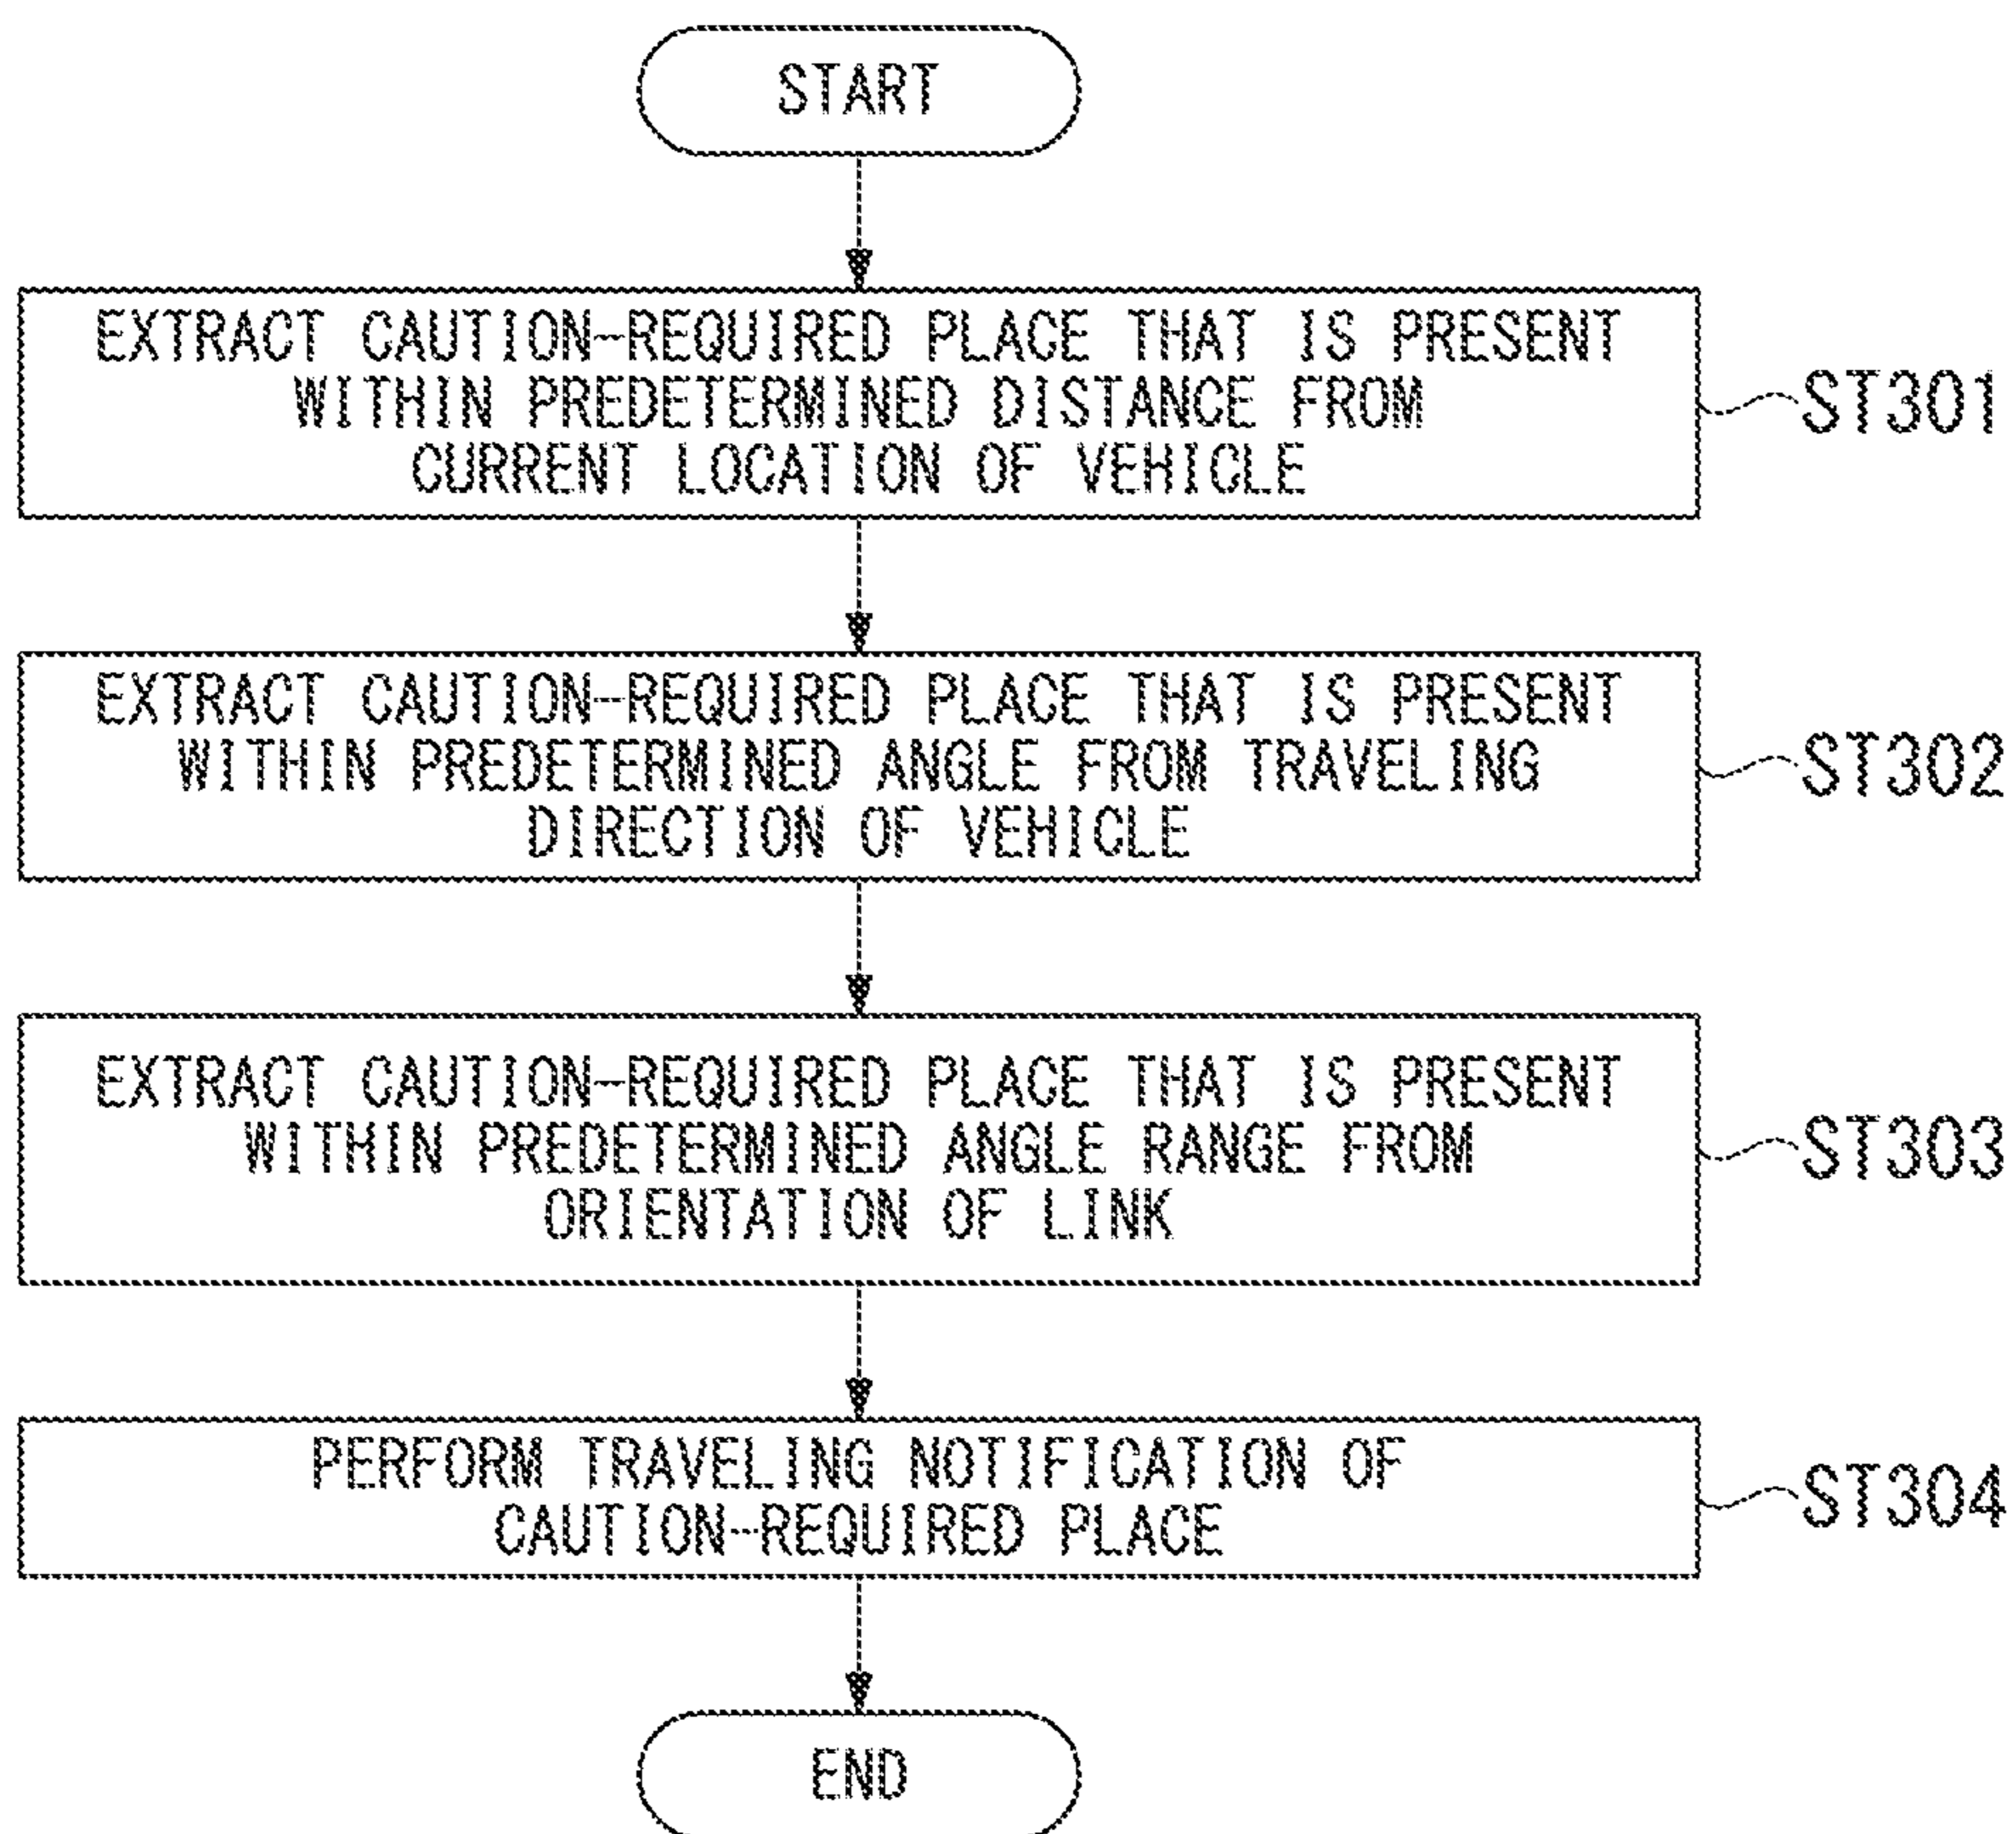 START
EXTRACT CAUTION-REQUIRED PLACE THAT IS PRESENT
WITHIN PREDETERMINED DISTANCE FROM
CURRENT LOCATION OF VEHICLE
ST301
EXTRACT CAUTION-REQUIRED PLACE THAT IS PRESENT
WITHIN PREDETERMINED ANGLE FROM TRAVELING
DIRECTION OF VEHICLE
ST302
EXTRACT CAUTION-REQUIRED PLACE THAT IS PRESENT
WITHIN PREDETERMINED ANGLE RANGE FROM
ORIENTATION OF LINK
ST303
PERFORM TRAVELING NOTIFICATION OF
CAUTION-REQUIRED PLACE
ST304
END